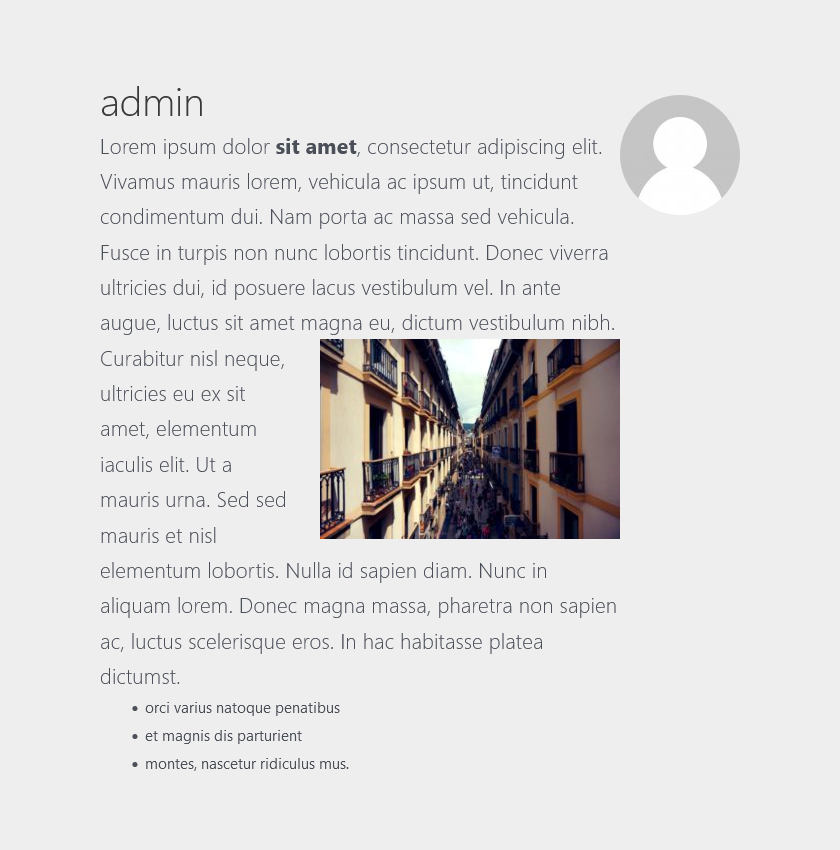 admin
Lorem ipsum dolor sit amet, consectetur adipiscing elit.
Vivamus mauris lorem, vehicula ac ipsum ut, tincidunt
condimentum dui. Nam porta ac massa sed vehicula.
Fusce in turpis non nunc lobortis tincidunt. Donec viverra
ultricies dui, id posuere lacus vestibulum vel. In ante
augue, luctus sit amet magna eu, dictum vestibulum nibh.
Curabitur nisl neque,
ultricies eu ex sit
amet, elementum
iaculis elit. Ut a
mauris urna. Sed sed
mauris et nisl
elementum lobortis. Nulla id sapien diam. Nunc in
aliquam lorem. Donec magna massa, pharetra non sapien
ac, luctus scelerisque eros. In hac habitasse platea
dictumst.
• orci varius natoque penatibus
• et magnis dis parturient
• montes, nascetur ridiculus mus.